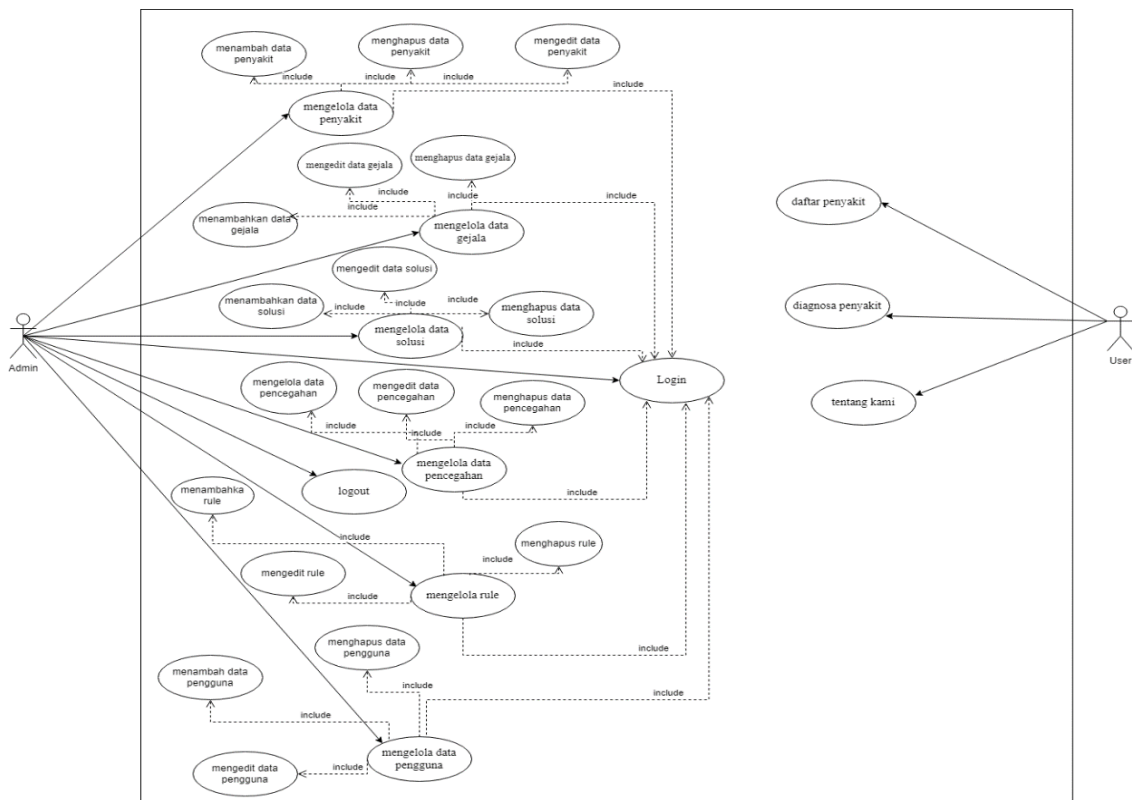 menambah data
penyakit
menghapus data
penyakit
mengedit data
penyakit
include
include
include
include
mengelola data
penyakit
mengedit data gejala
menghapus data gejala
include
include
include
include
menambahkan data
gejala
mengelola data
gejala
daftar penyakit
mengedit data solusi
menambahkan data
solusi
include
include
include
menghapus data
solusi
mengelola data
solusi
include
diagnosa penyakit
Admin
User
Login
mengelola data
pencegahan
mengedit data
pencegahan
menghapus data
pencegahan
tentang kami
include
include
include
mengelola data
pencegahan
include
logout
menambahka
rule
include
include
menghapus rule
mengedit rule
include
mengelola rule
include
menghapus data
pengguna
menambah data
pengguna
include
include
include
mengelola data
pengguna
mengedit data
pengguna
include